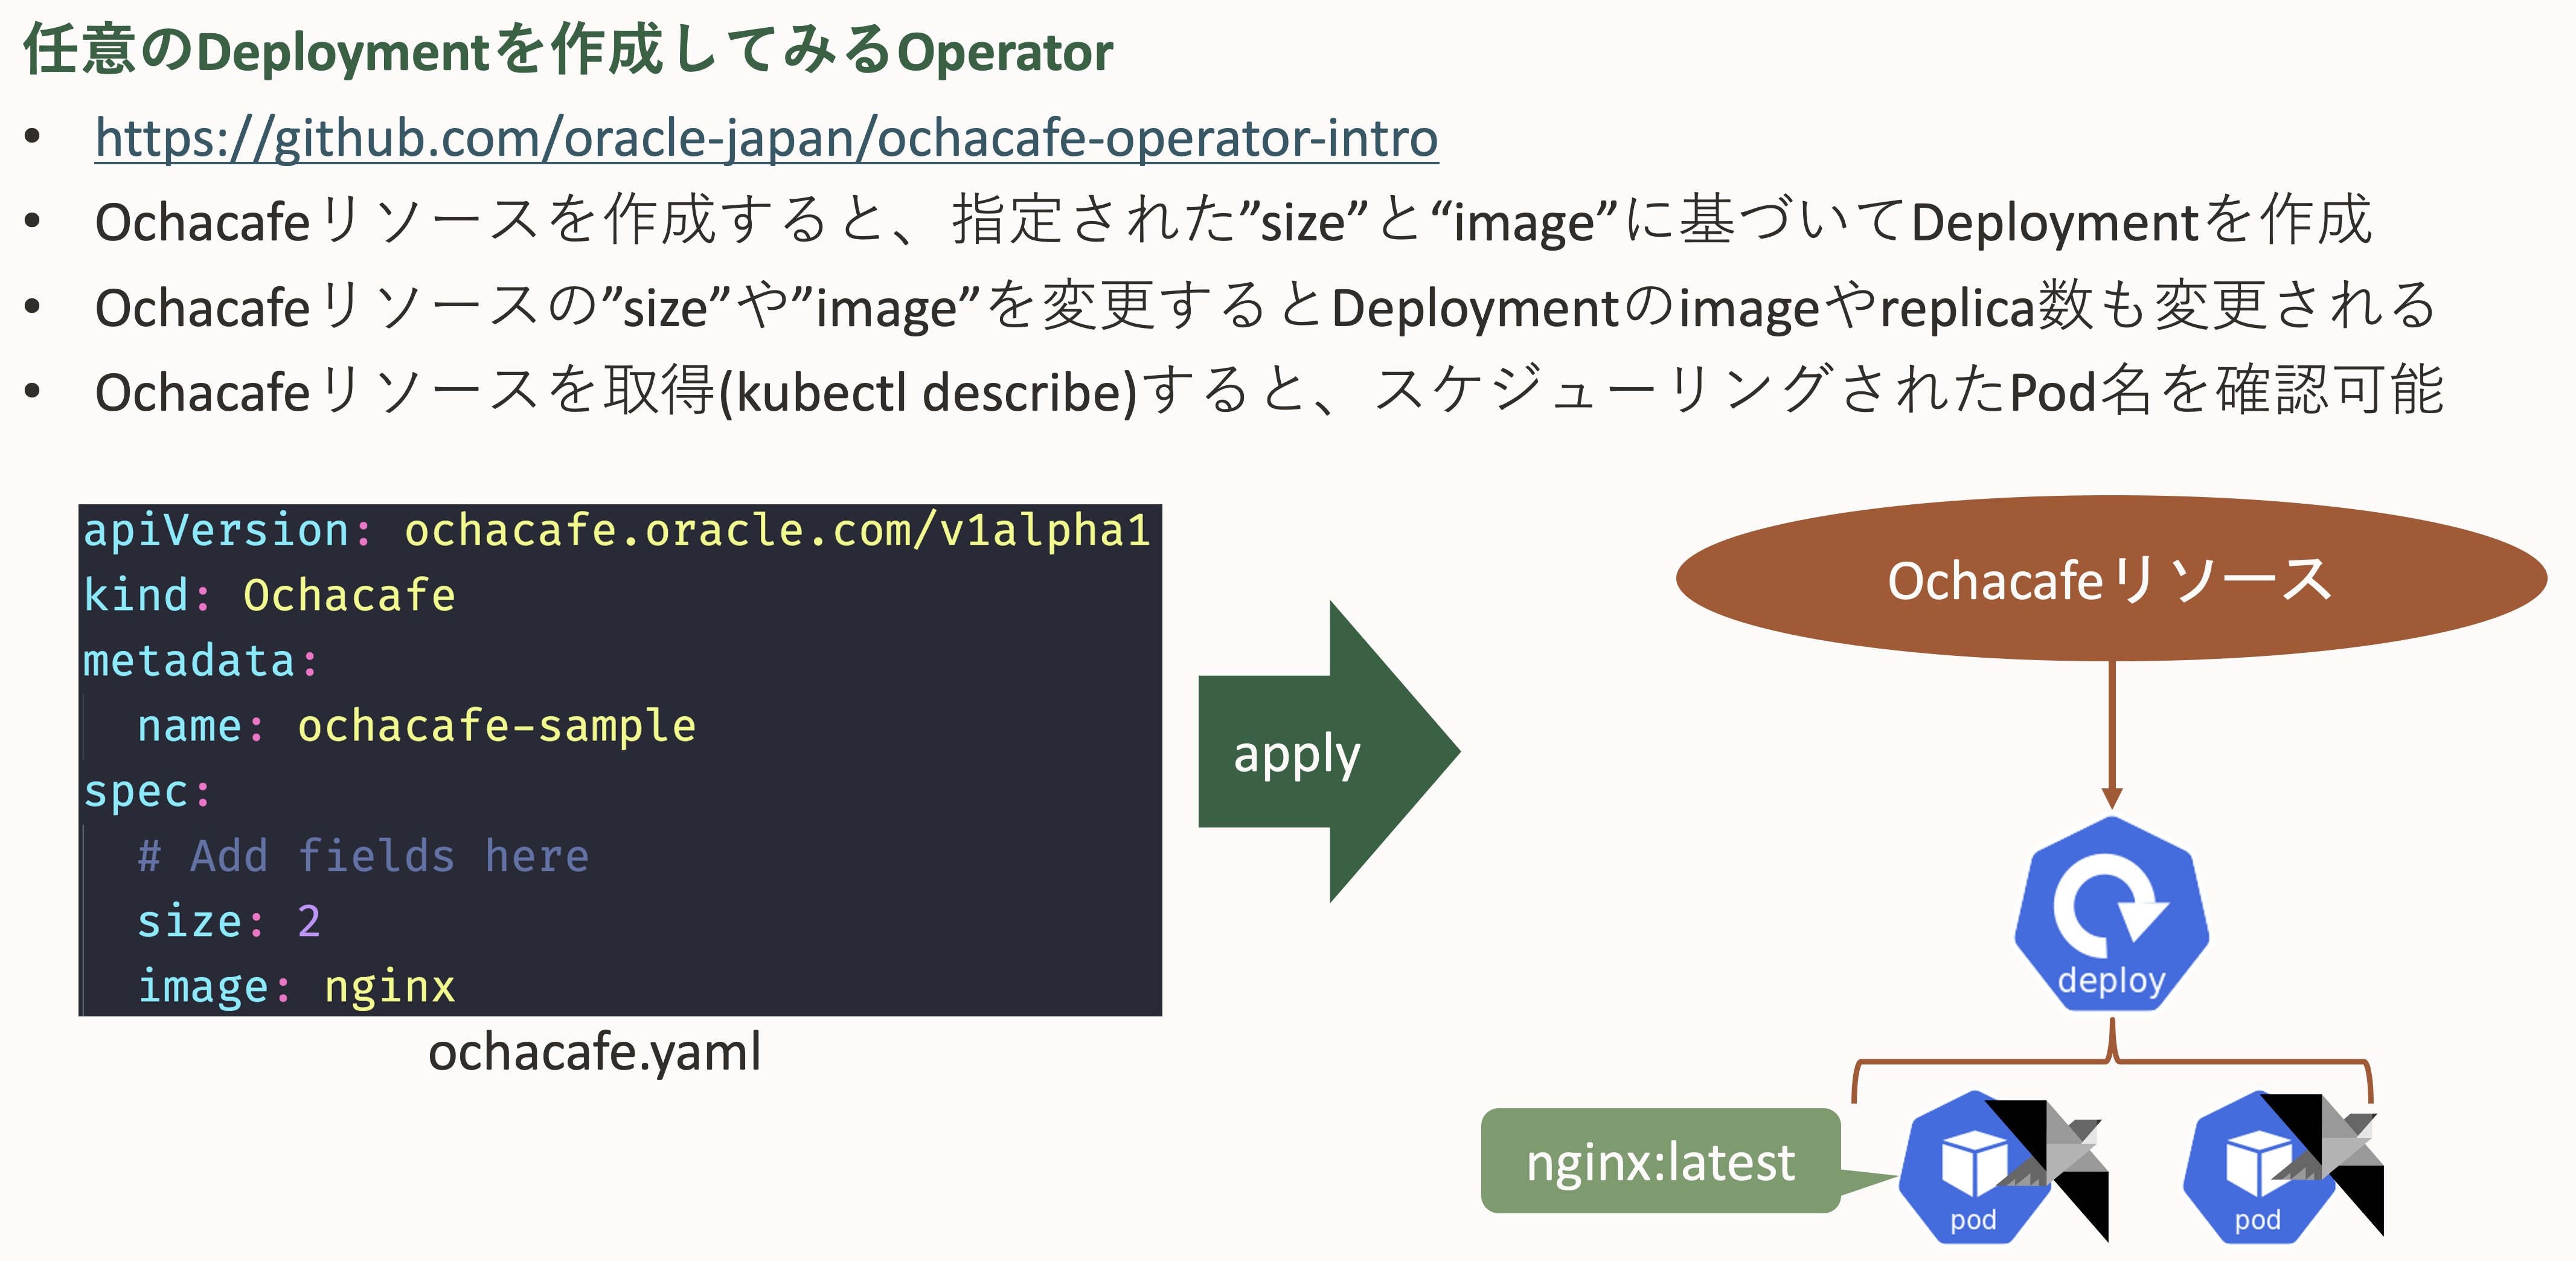 任意のDeploymentを作成してみるOperator
• https://github.com/oracle-japan/ochacafe-operator-intro
• Ochacafeリソースを作成すると、指定された”size”と“image”に基づいてDeploymentを作成
• Ochacafeリソースの”size”や”image”を変更するとDeploymentのimageやreplica数も変更される
• Ochacafeリソースを取得(kubectl describe)すると、スケジューリングされたPod名を確認可能
apiVersion: ochacafe.oracle.com/v1alpha1
kind: Ochacafe
metadata:
  name: ochacafe-sample
spec:
  # Add fields here
  size: 2
  image: nginx
ochacafe.yaml
apply
Ochacafeリソース
deploy
nginx:latest
pod
pod